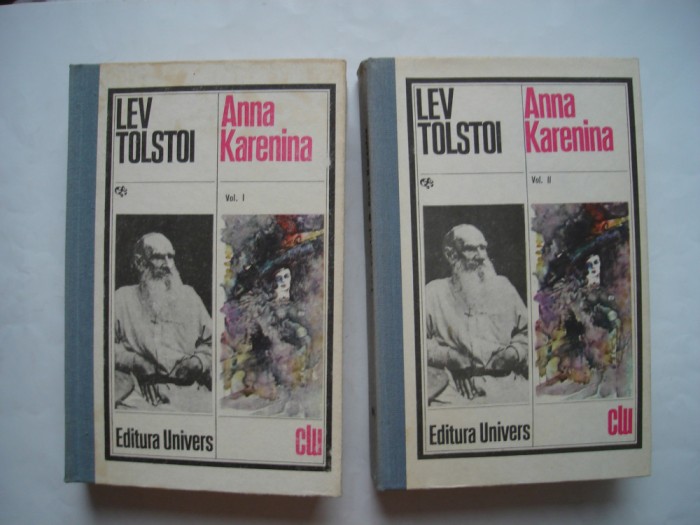 LEV
TOLSTOI
Anna
Karenina
Vol. I
Editura Univers
clu
LEV
TOLSTOI
Anna
Karenina
Vol. II
Editura Univers
clu